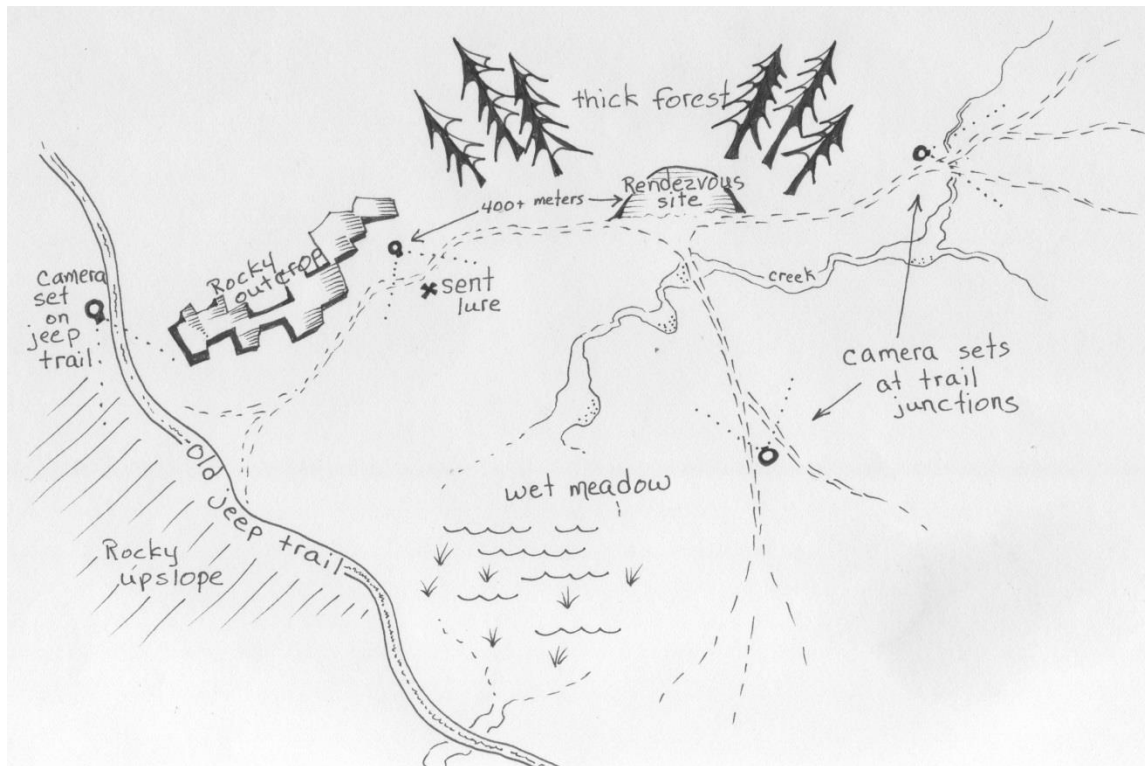 thick forest
Rendezvous
site
400+ meters
Rocky
outcrop
sent
lure
camera
set
on
jeep
trail
creek
camera sets
at trail
junctions
wet meadow
Old jeep trail
Rocky
upslope